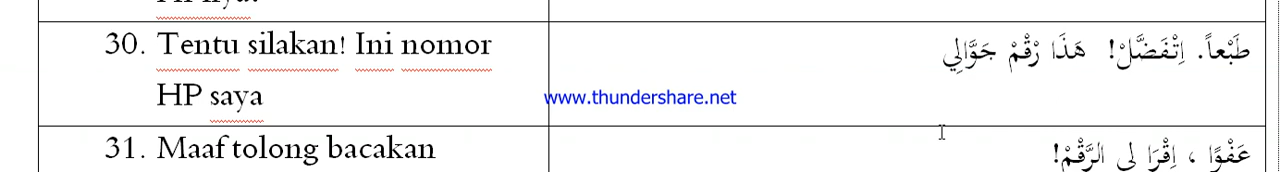 30. Tentu silakan! Ini nomor
HP saya
طَبْعاً. اِتْفَضَّلْ! هَذَا رْقْمْ جَوَّالِي
www.thundershare.net
31. Maaf tolong bacakan
عَفْوًا ، اِقْرَا لِى الرَّقْمْ!